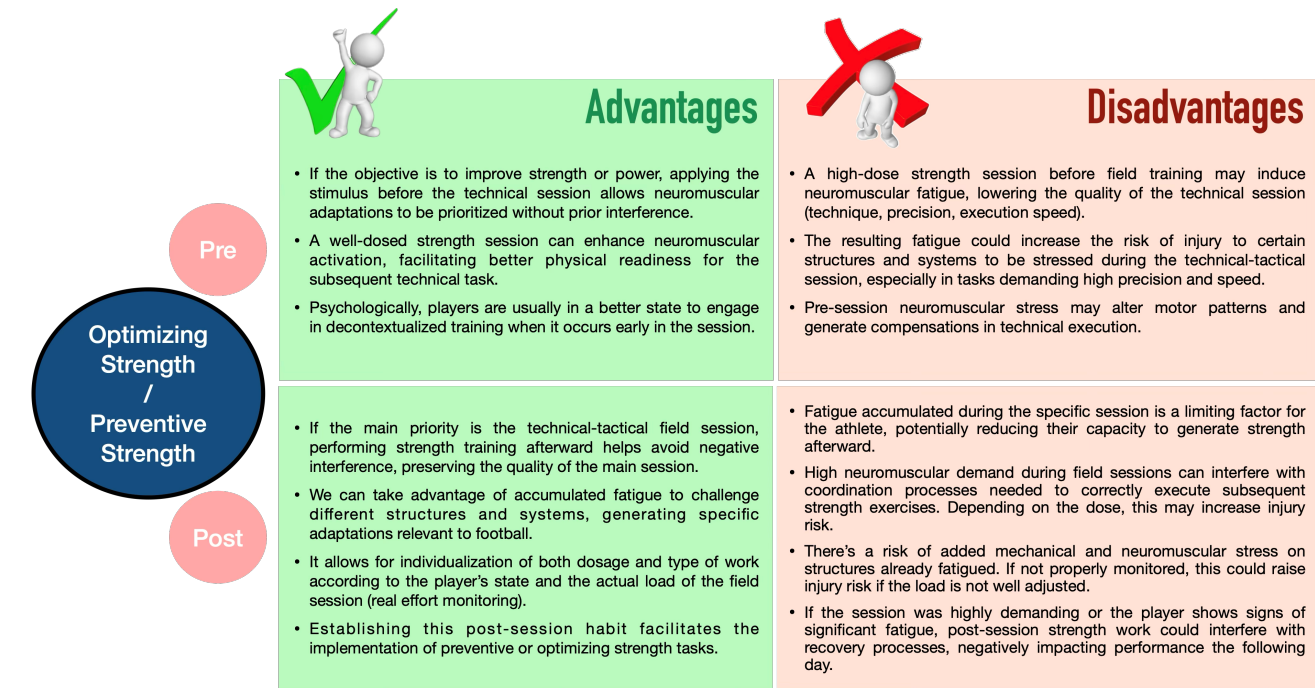 Advantages
Disadvantages
• If the objective is to improve strength or power, applying the
stimulus before the technical session allows neuromuscular
adaptations to be prioritized without prior interference.
• A well-dosed strength session can enhance neuromuscular
activation, facilitating better physical readiness for the
subsequent technical task.
• Psychologically, players are usually in a better state to engage
in decontextualized training when it occurs early in the session.
• A high-dose strength session before field training may induce
neuromuscular fatigue, lowering the quality of the technical session
(technique, precision, execution speed).
• The resulting fatigue could increase the risk of injury to certain
structures and systems to be stressed during the technical-tactical
session, especially in tasks demanding high precision and speed.
• Pre-session neuromuscular stress may alter motor patterns and
generate compensations in technical execution.
Pre
Optimizing
Strength
/
Preventive
Strength
Post
• If the main priority is the technical-tactical field session,
performing strength training afterward helps avoid negative
interference, preserving the quality of the main session.
• We can take advantage of accumulated fatigue to challenge
different structures and systems, generating specific
adaptations relevant to football.
• It allows for individualization of both dosage and type of work
according to the player's state and the actual load of the field
session (real effort monitoring).
• Establishing this post-session habit facilitates the
implementation of preventive or optimizing strength tasks.
• Fatigue accumulated during the specific session is a limiting factor for
the athlete, potentially reducing their capacity to generate strength
afterward.
• High neuromuscular demand during field sessions can interfere with
coordination processes needed to correctly execute subsequent
strength exercises. Depending on the dose, this may increase injury
risk.
• There's a risk of added mechanical and neuromuscular stress on
structures already fatigued. If not properly monitored, this could raise
injury risk if the load is not well adjusted.
• If the session was highly demanding or the player shows signs of
significant fatigue, post-session strength work could interfere with
recovery processes, negatively impacting performance the following
day.